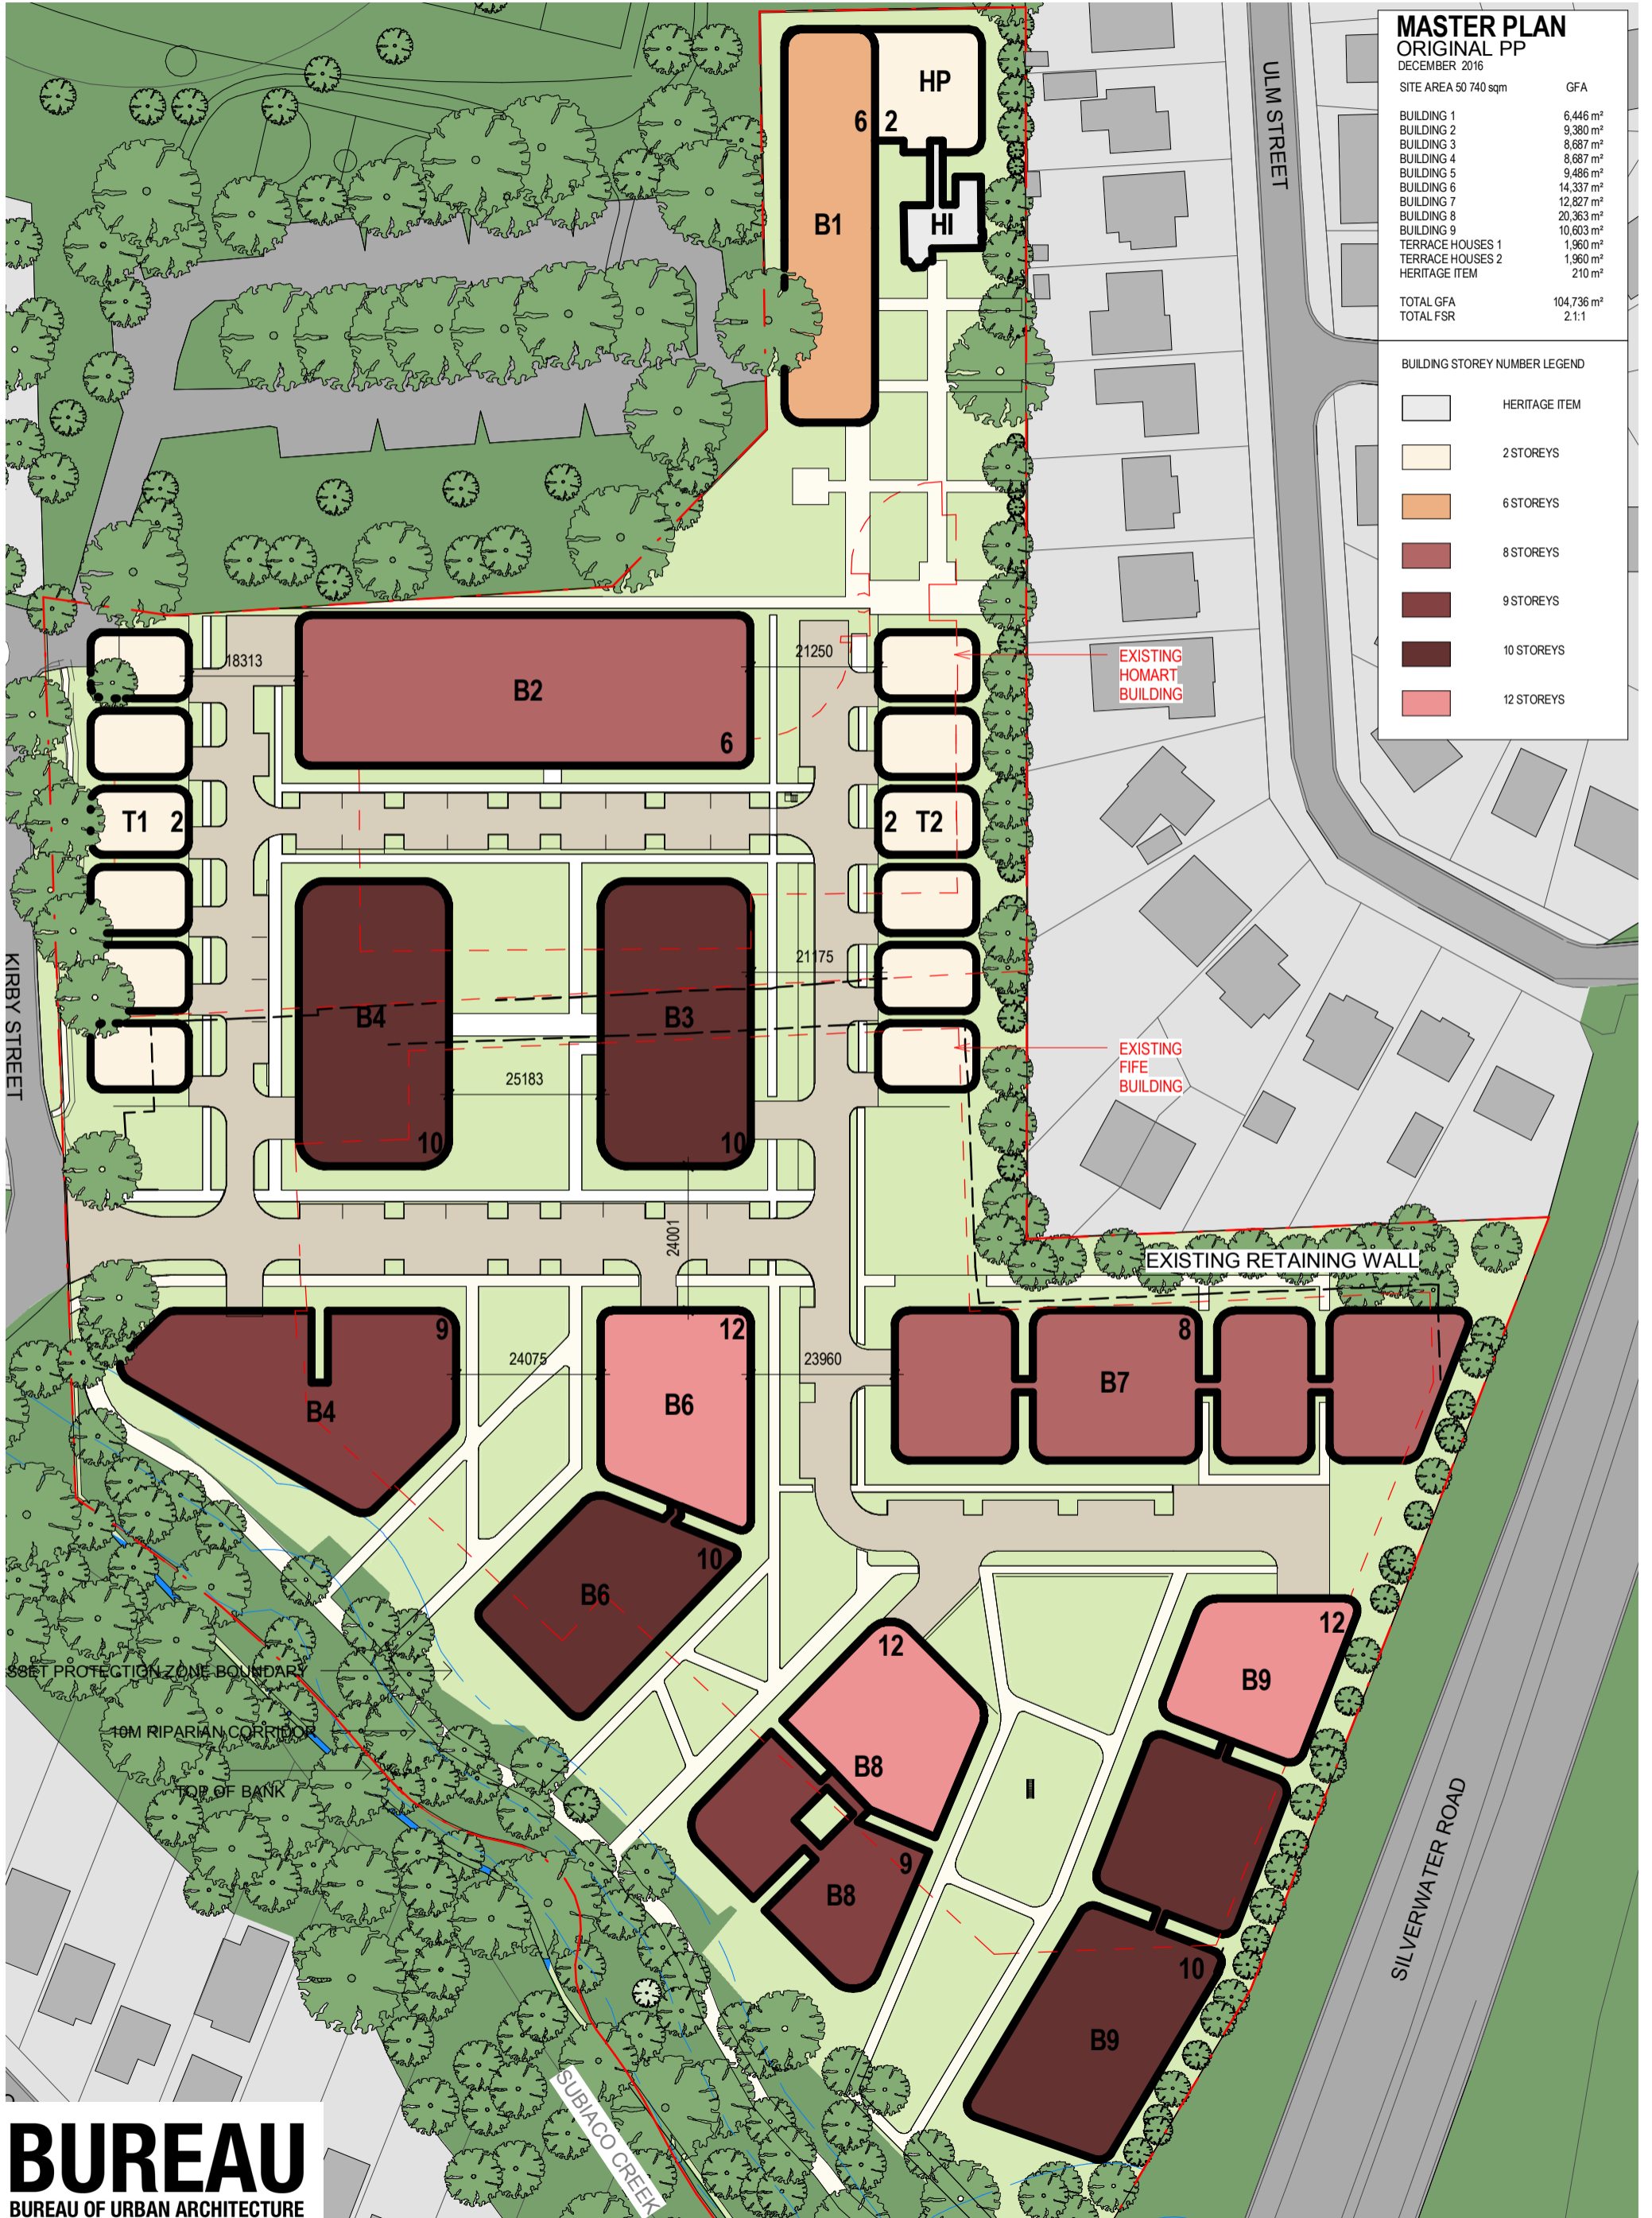 MASTER PLAN
ORIGINAL PP
DECEMBER 2016
SITE AREA 50 740 sqm GFA
BUILDING 1 6,446 m²
BUILDING 2 9,380 m²
BUILDING 3 8,687 m²
BUILDING 4 8,687 m²
BUILDING 5 9,486 m²
BUILDING 6 14,337 m²
BUILDING 7 12,827 m²
BUILDING 8 20,363 m²
BUILDING 9 10,603 m²
TERRACE HOUSES 1 1,960 m²
TERRACE HOUSES 2 1,960 m²
HERITAGE ITEM 210 m²
TOTAL GFA 104,736 m²
TOTAL FSR 2.1:1
BUILDING STOREY NUMBER LEGEND
HERITAGE ITEM
2 STOREYS
6 STOREYS
8 STOREYS
9 STOREYS
10 STOREYS
12 STOREYS
ULM STREET
HP
6 2
B1
HI
18313
21250
EXISTING
HOMART
BUILDING
B2
6
T1 2
2 T2
KIRBY STREET
21175
B4
B3
EXISTING
FIFE
BUILDING
25183
10
10
24001
EXISTING RETAINING WALL
9
12
8
24075
23960
B4
B6
B7
10
B6
12
12
B9
SSET PROTECTION ZONE BOUNDARY
10M RIPARIAN CORRIDOR
TOP OF BANK
B8
9
B8
SILVERWATER ROAD
10
B9
SUBIACO CREEK
BUREAU
BUREAU OF URBAN ARCHITECTURE